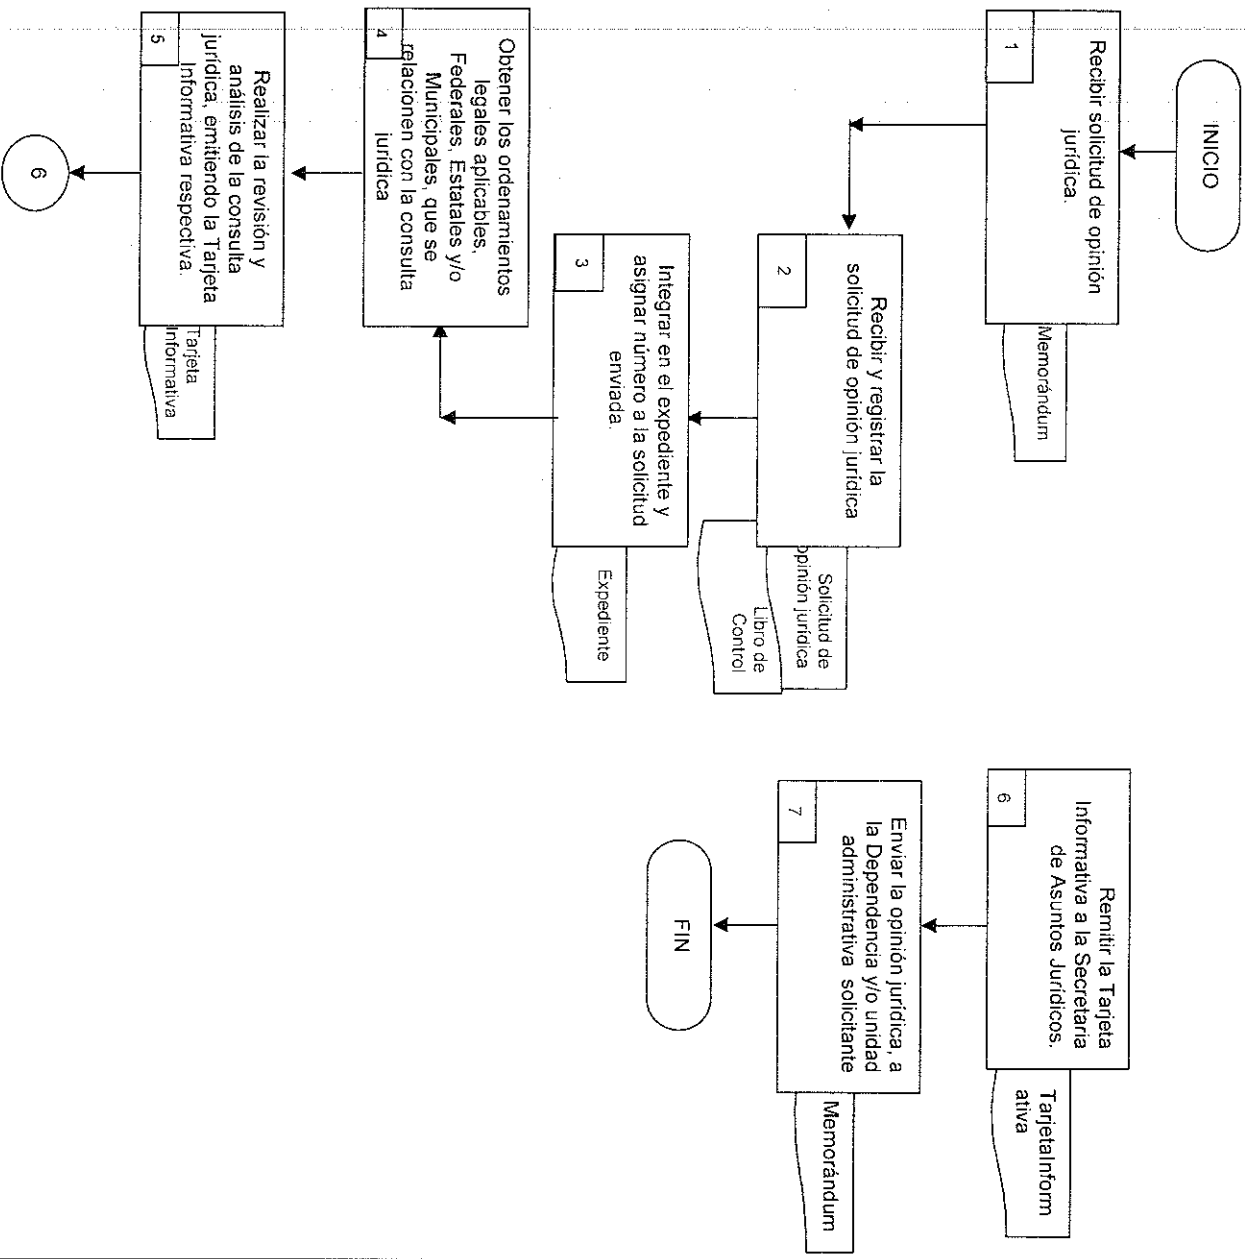 INICIO
Recibir solicitud de opinión
jurídica.
1
Memorándum
Recibir y registrar la
solicitud de opinión jurídica
2
Solicitud de
opinión jurídica
Libro de
Control
Integrar en el expediente y
asignar número a la solicitud
enviada.
3
Expediente
Obtener los ordenamientos
legales aplicables,
Federales, Estatales y/o
Municipales, que se
relacionen con la consulta
jurídica
4
Realizar la revisión y
análisis de la consulta
jurídica, emitiendo la Tarjeta
Informativa respectiva.
5
Tarjeta
Informativa
6
Remitir la Tarjeta
Informativa a la Secretaria
de Asuntos Jurídicos.
6
TarjetaInform
ativa
Enviar la opinión jurídica, a
la Dependencia y/o unidad
administrativa solicitante
7
Memorándum
FIN